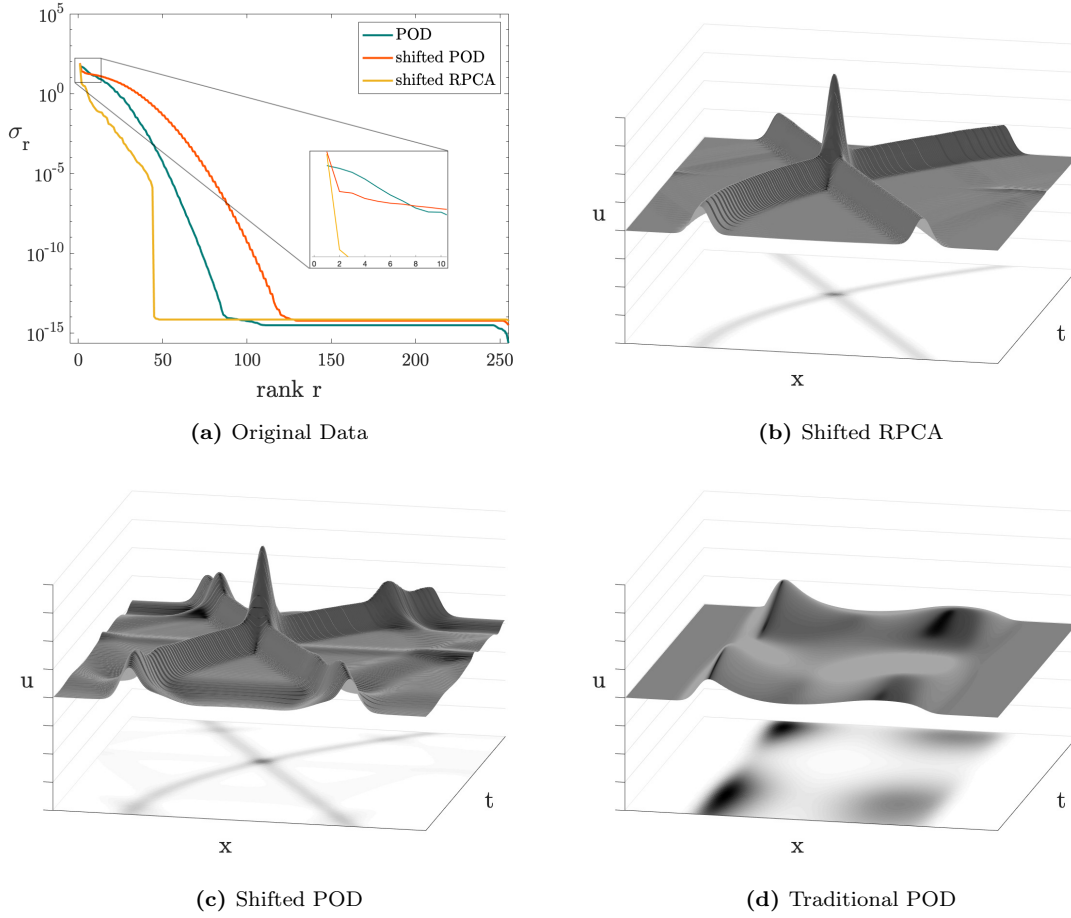 10^5
10^0
10^-5
10^-10
10^-15
σ_r
POD
shifted POD
shifted RPCA
0 2 4 6 8 10
0 50 100 150 200 250
rank r
(a) Original Data
u
t
x
(b) Shifted RPCA
u
t
x
(c) Shifted POD
u
t
x
(d) Traditional POD